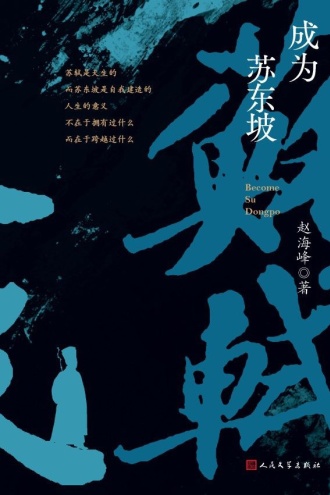 成为
苏东坡
Become
Su
Dongpo
赵海峰◎著
苏轼是天生的
而苏东坡是自我建造的
人生的意义
不在于拥有过什么
而在于跨越过什么
蘇軾
人民文学出版社